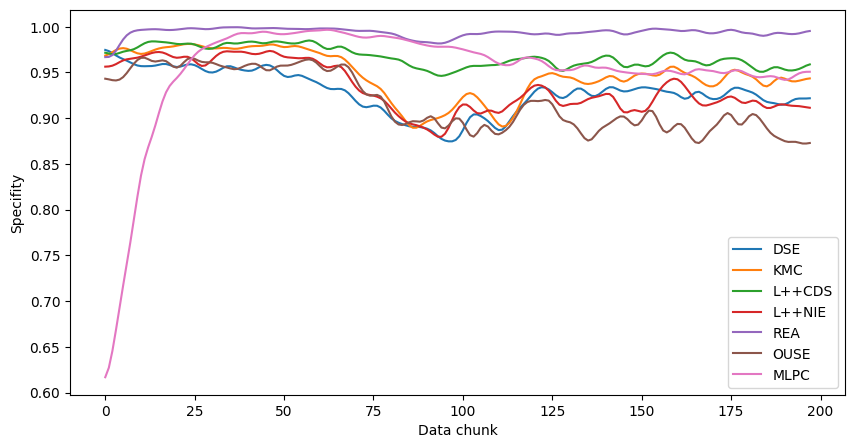 1.00
0.95
0.90
0.85
0.80
0.75
0.70
0.65
0.60
Specifity
0
25
50
75
100
125
150
175
200
Data chunk
DSE
KMC
L++CDS
L++NIE
REA
OUSE
MLPC